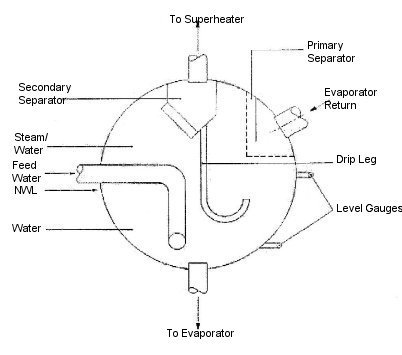 To Superheater
Primary
Separator
Secondary
Separator
Evaporator
Return
Steam/
Water
Drip Leg
Feed
Water
NWL
Level Gauges
Water
To Evaporator